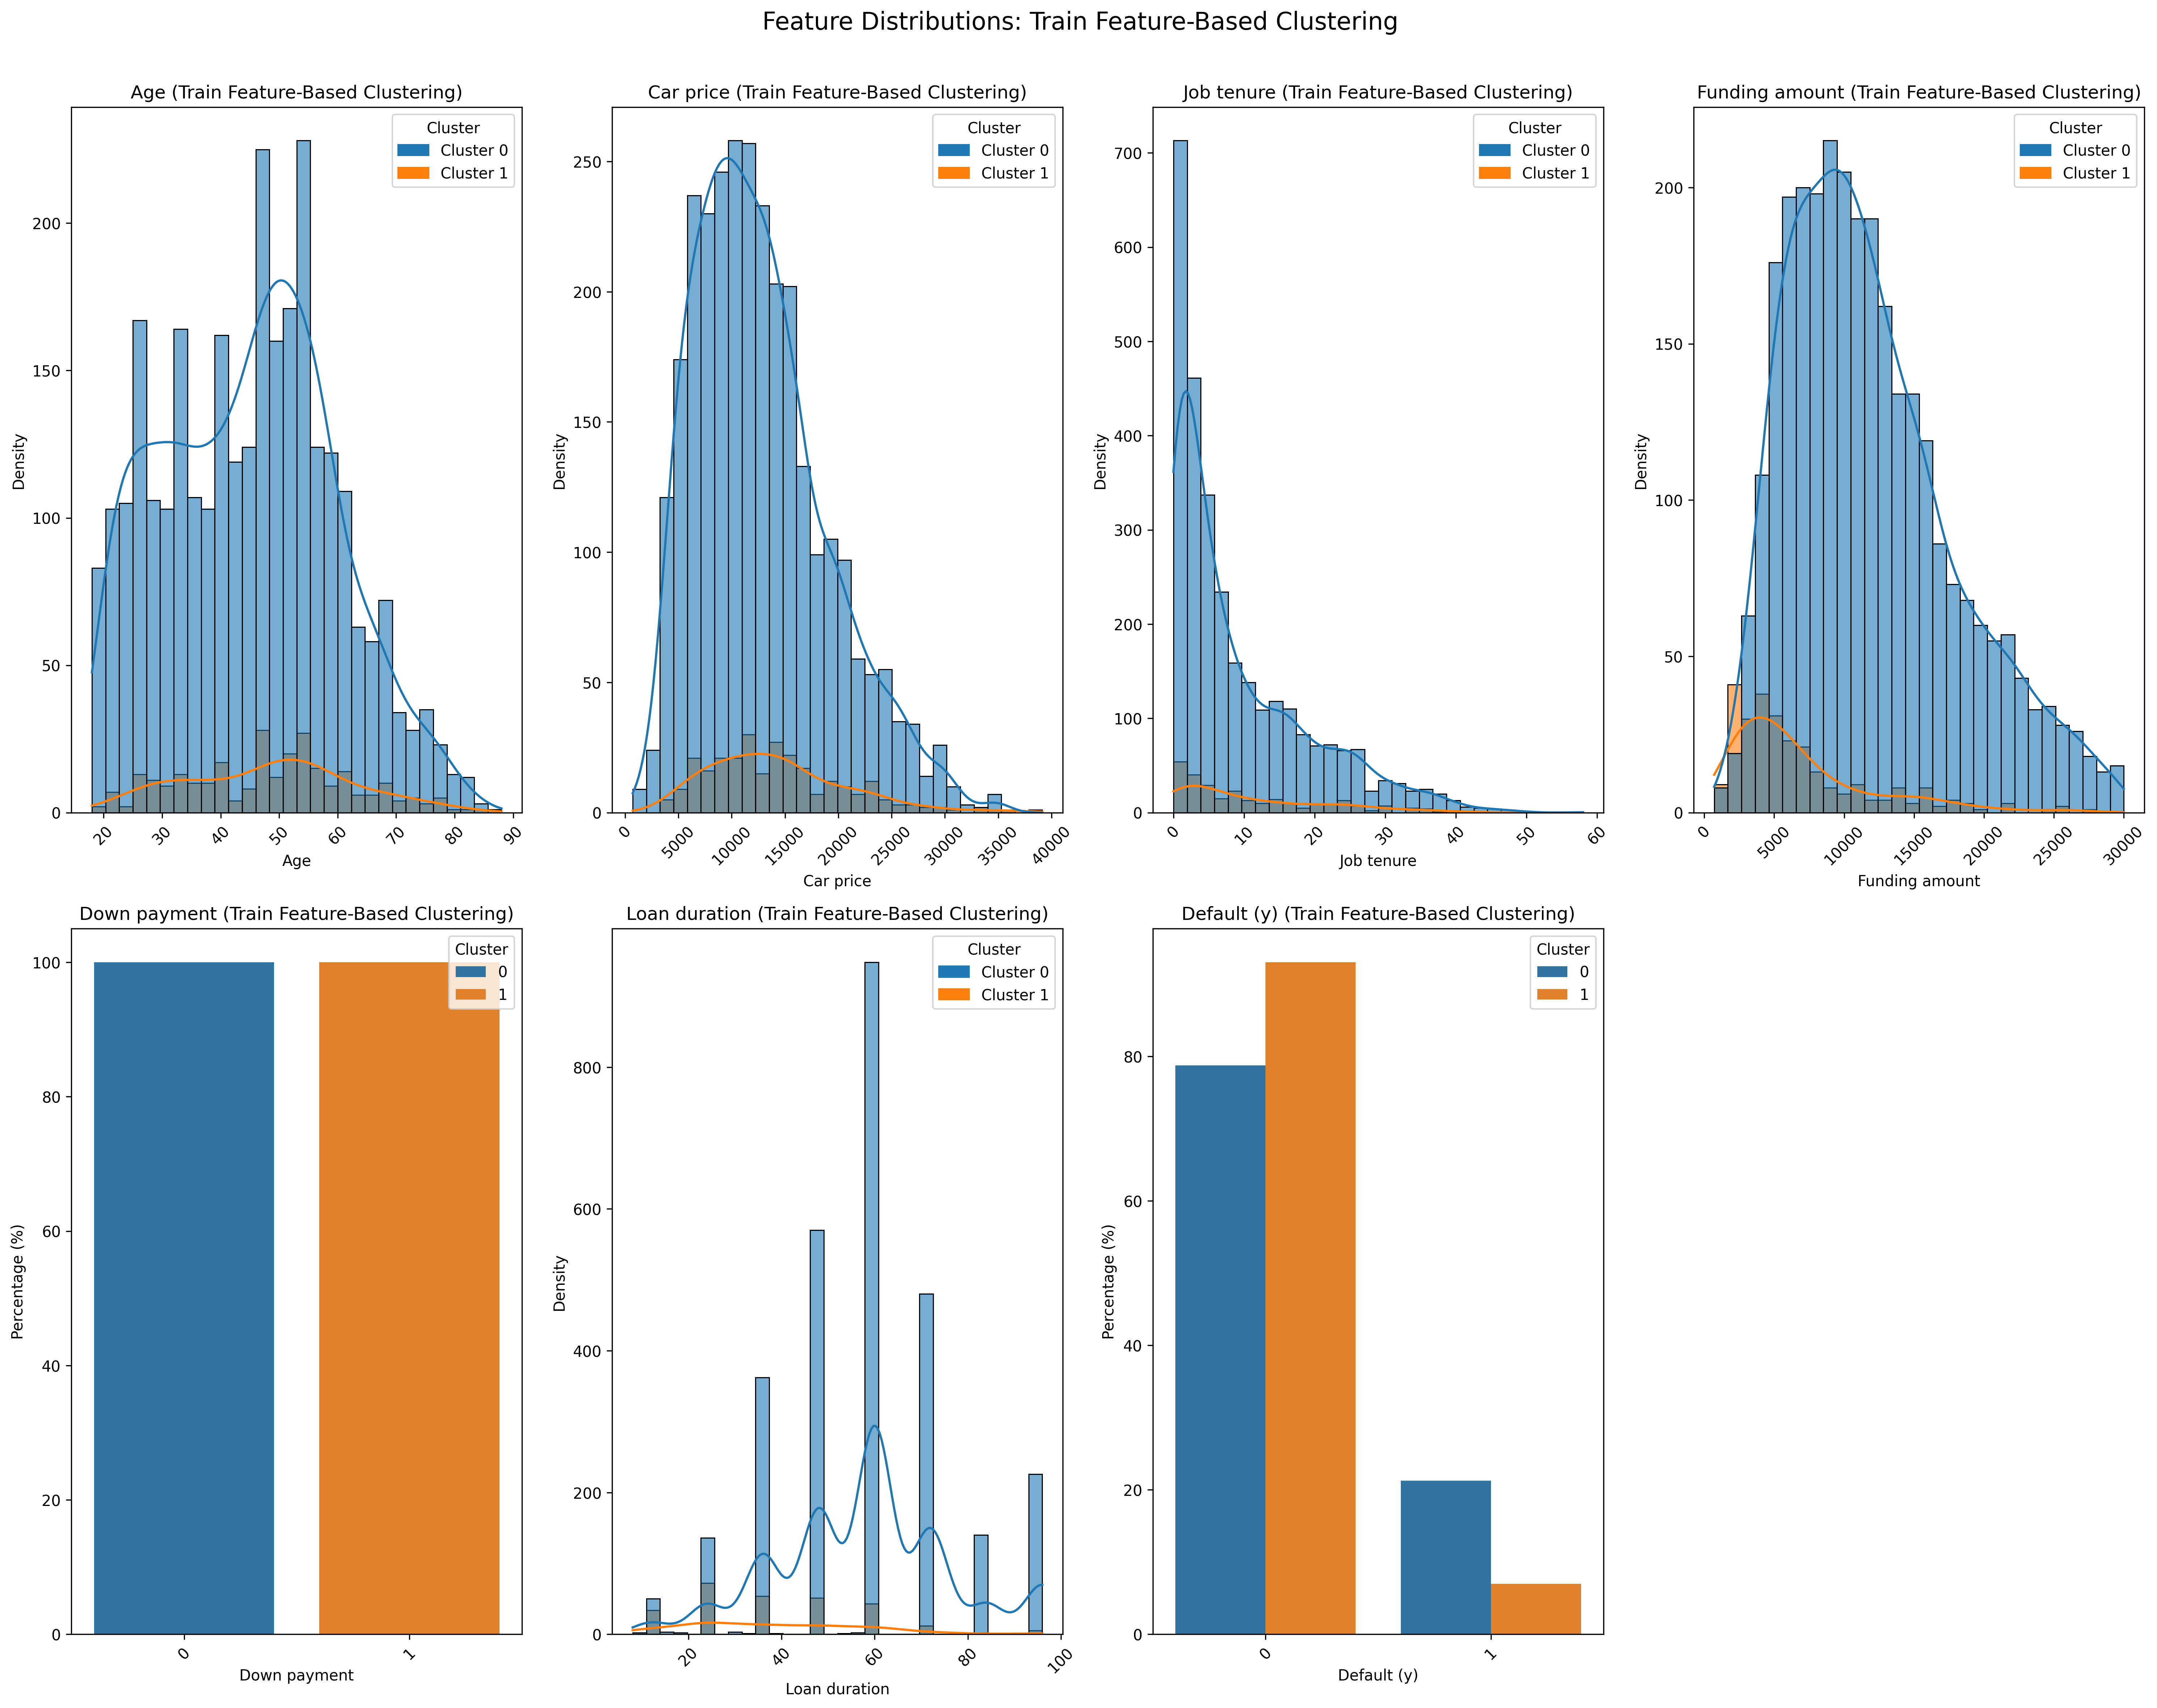 Feature Distributions: Train Feature-Based Clustering
Age (Train Feature-Based Clustering)
Cluster
Cluster 0
Cluster 1
200
150
100
50
0
Density
20 30 40 50 60 70 80 90
Age
Car price (Train Feature-Based Clustering)
Cluster
Cluster 0
Cluster 1
250
200
150
100
50
0
Density
0 5000 10000 15000 20000 25000 30000 35000 40000
Car price
Job tenure (Train Feature-Based Clustering)
Cluster
Cluster 0
Cluster 1
700
600
500
400
300
200
100
0
Density
0 10 20 30 40 50 60
Job tenure
Funding amount (Train Feature-Based Clustering)
Cluster
Cluster 0
Cluster 1
200
150
100
50
0
Density
0 5000 10000 15000 20000 25000 30000
Funding amount
Down payment (Train Feature-Based Clustering)
Cluster
0
1
100
80
60
40
20
0
Percentage (%)
0 1
Down payment
Loan duration (Train Feature-Based Clustering)
Cluster
Cluster 0
Cluster 1
800
600
400
200
0
Density
20 40 60 80 100
Loan duration
Default (y) (Train Feature-Based Clustering)
Cluster
0
1
80
60
40
20
0
Percentage (%)
0 1
Default (y)